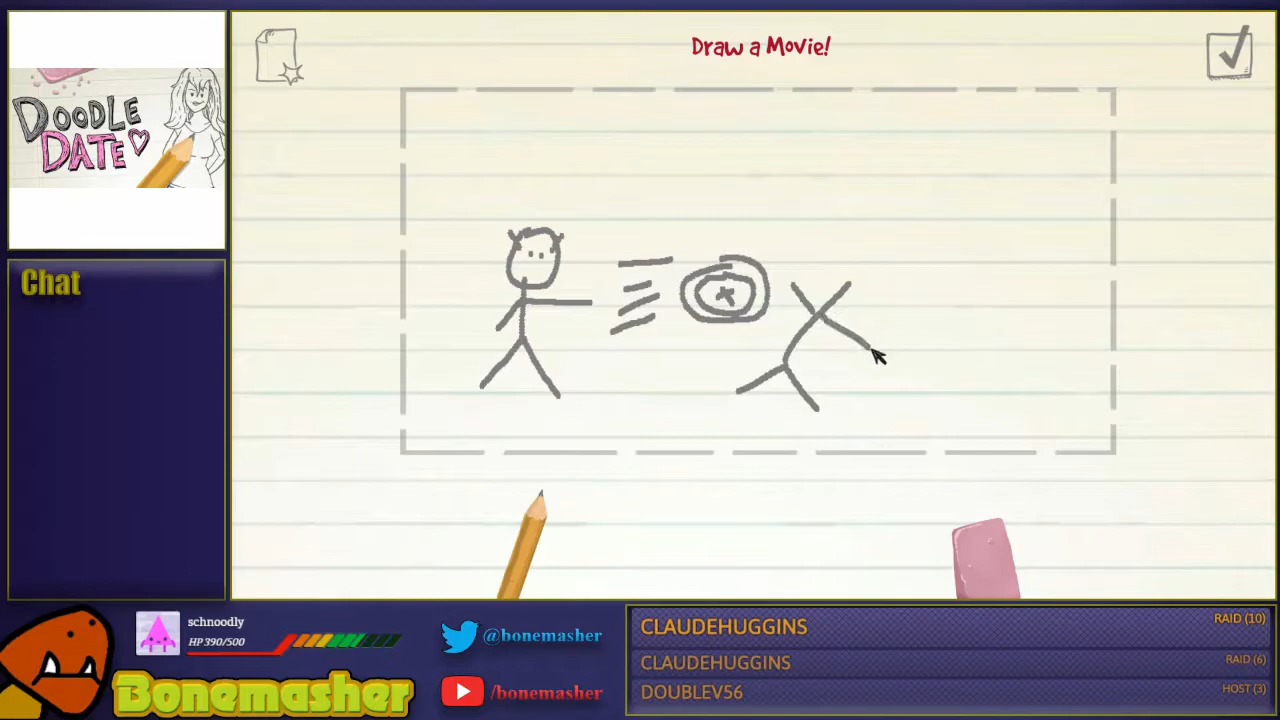 Draw a Movie!
DOODLE
DATE
Chat
schnoodly
HP 390/500
Bonemasher
@bonemasher
/bonemasher
CLAUDEHUGGINS RAID (10)
CLAUDEHUGGINS RAID (6)
DOUBLEV56 HOST (3)